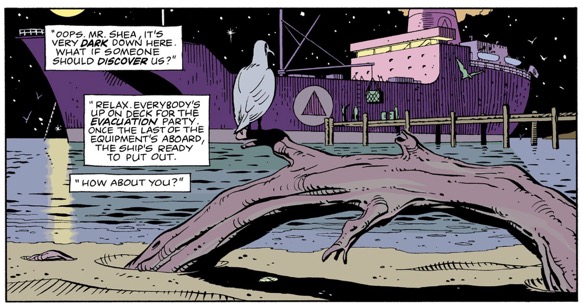 "OOPS. MR. SHEA, IT'S
VERY DARK DOWN HERE.
WHAT IF SOMEONE
SHOULD DISCOVER US?"
"RELAX. EVERYBODY'S
UP ON DECK FOR THE
EVACUATION PARTY.
ONCE THE LAST OF THE
EQUIPMENT'S ABOARD,
THE SHIP'S READY
TO PUT OUT.
"HOW ABOUT YOU?"